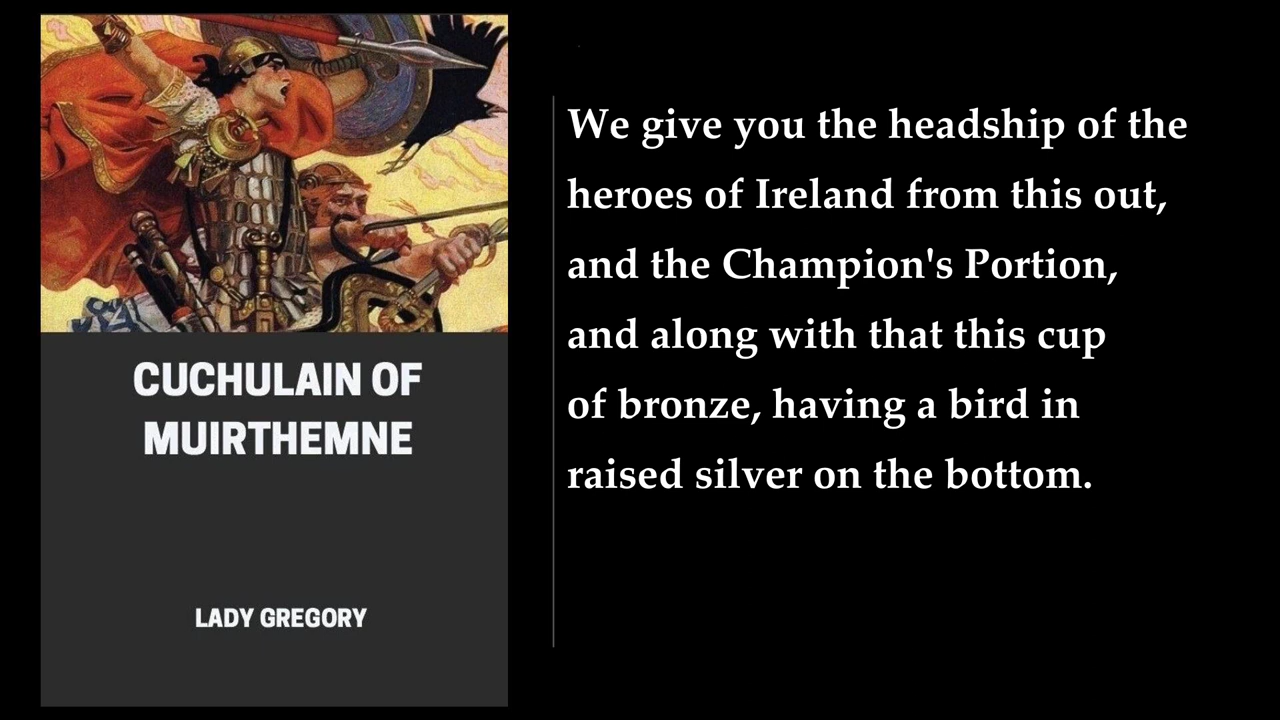 CUCHULAIN OF
MUIRTHEMNE
LADY GREGORY
We give you the headship of the
heroes of Ireland from this out,
and the Champion's Portion,
and along with that this cup
of bronze, having a bird in
raised silver on the bottom.